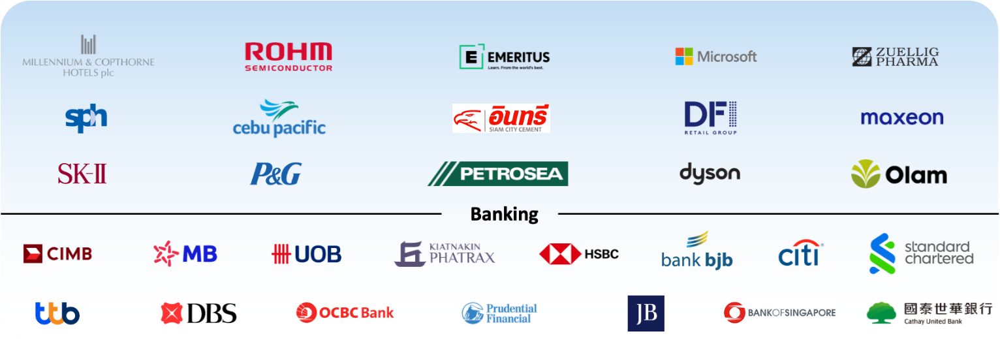 MILLENNIUM & COPTHORNE
HOTELS plc
ROHM
SEMICONDUCTOR
E EMERITUS
Learn. From the world's best.
Microsoft
Z ZUELLIG
PHARMA
sph
cebu pacific
อินทรี
SIAM CITY CEMENT
DFI
RETAIL GROUP
maxeon
SK-II
P&G
PETROSEA
dyson
Olam
Banking
CIMB
MB
UOB
KIATNAKIN
PHATRAX
HSBC
bank bjb
citi®
standard
chartered
ttb
DBS
OCBC Bank
Prudential
Financial
JB
BANKOFSINGAPORE
國泰世華銀行
Cathay United Bank